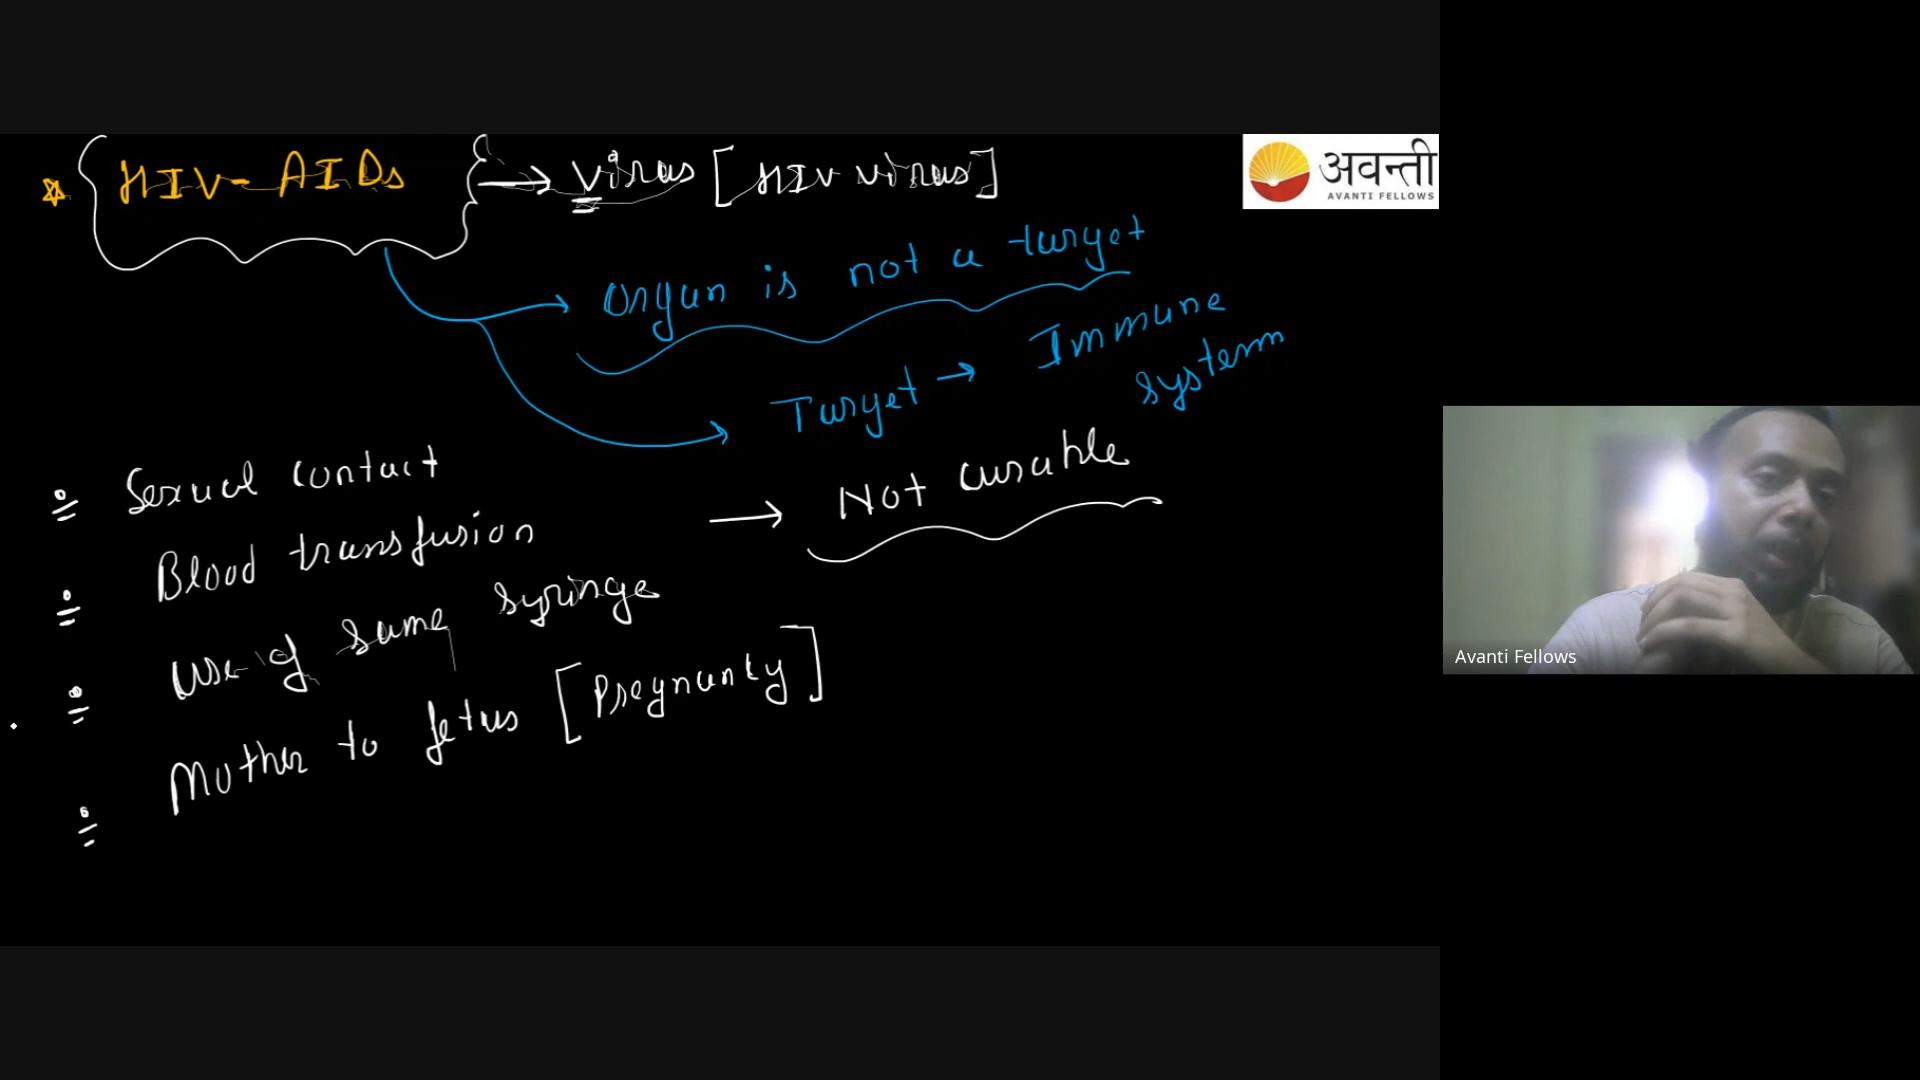 HIV-AIDs → Virus [HIV virus]
अवन्ती
AVANTI FELLOWS
Organ is not a target
Target → Immune
system
Sexual contact
→ Not curable
Blood transfusion
Use of same syringe
Mother to fetus [Pregnancy]
Avanti Fellows